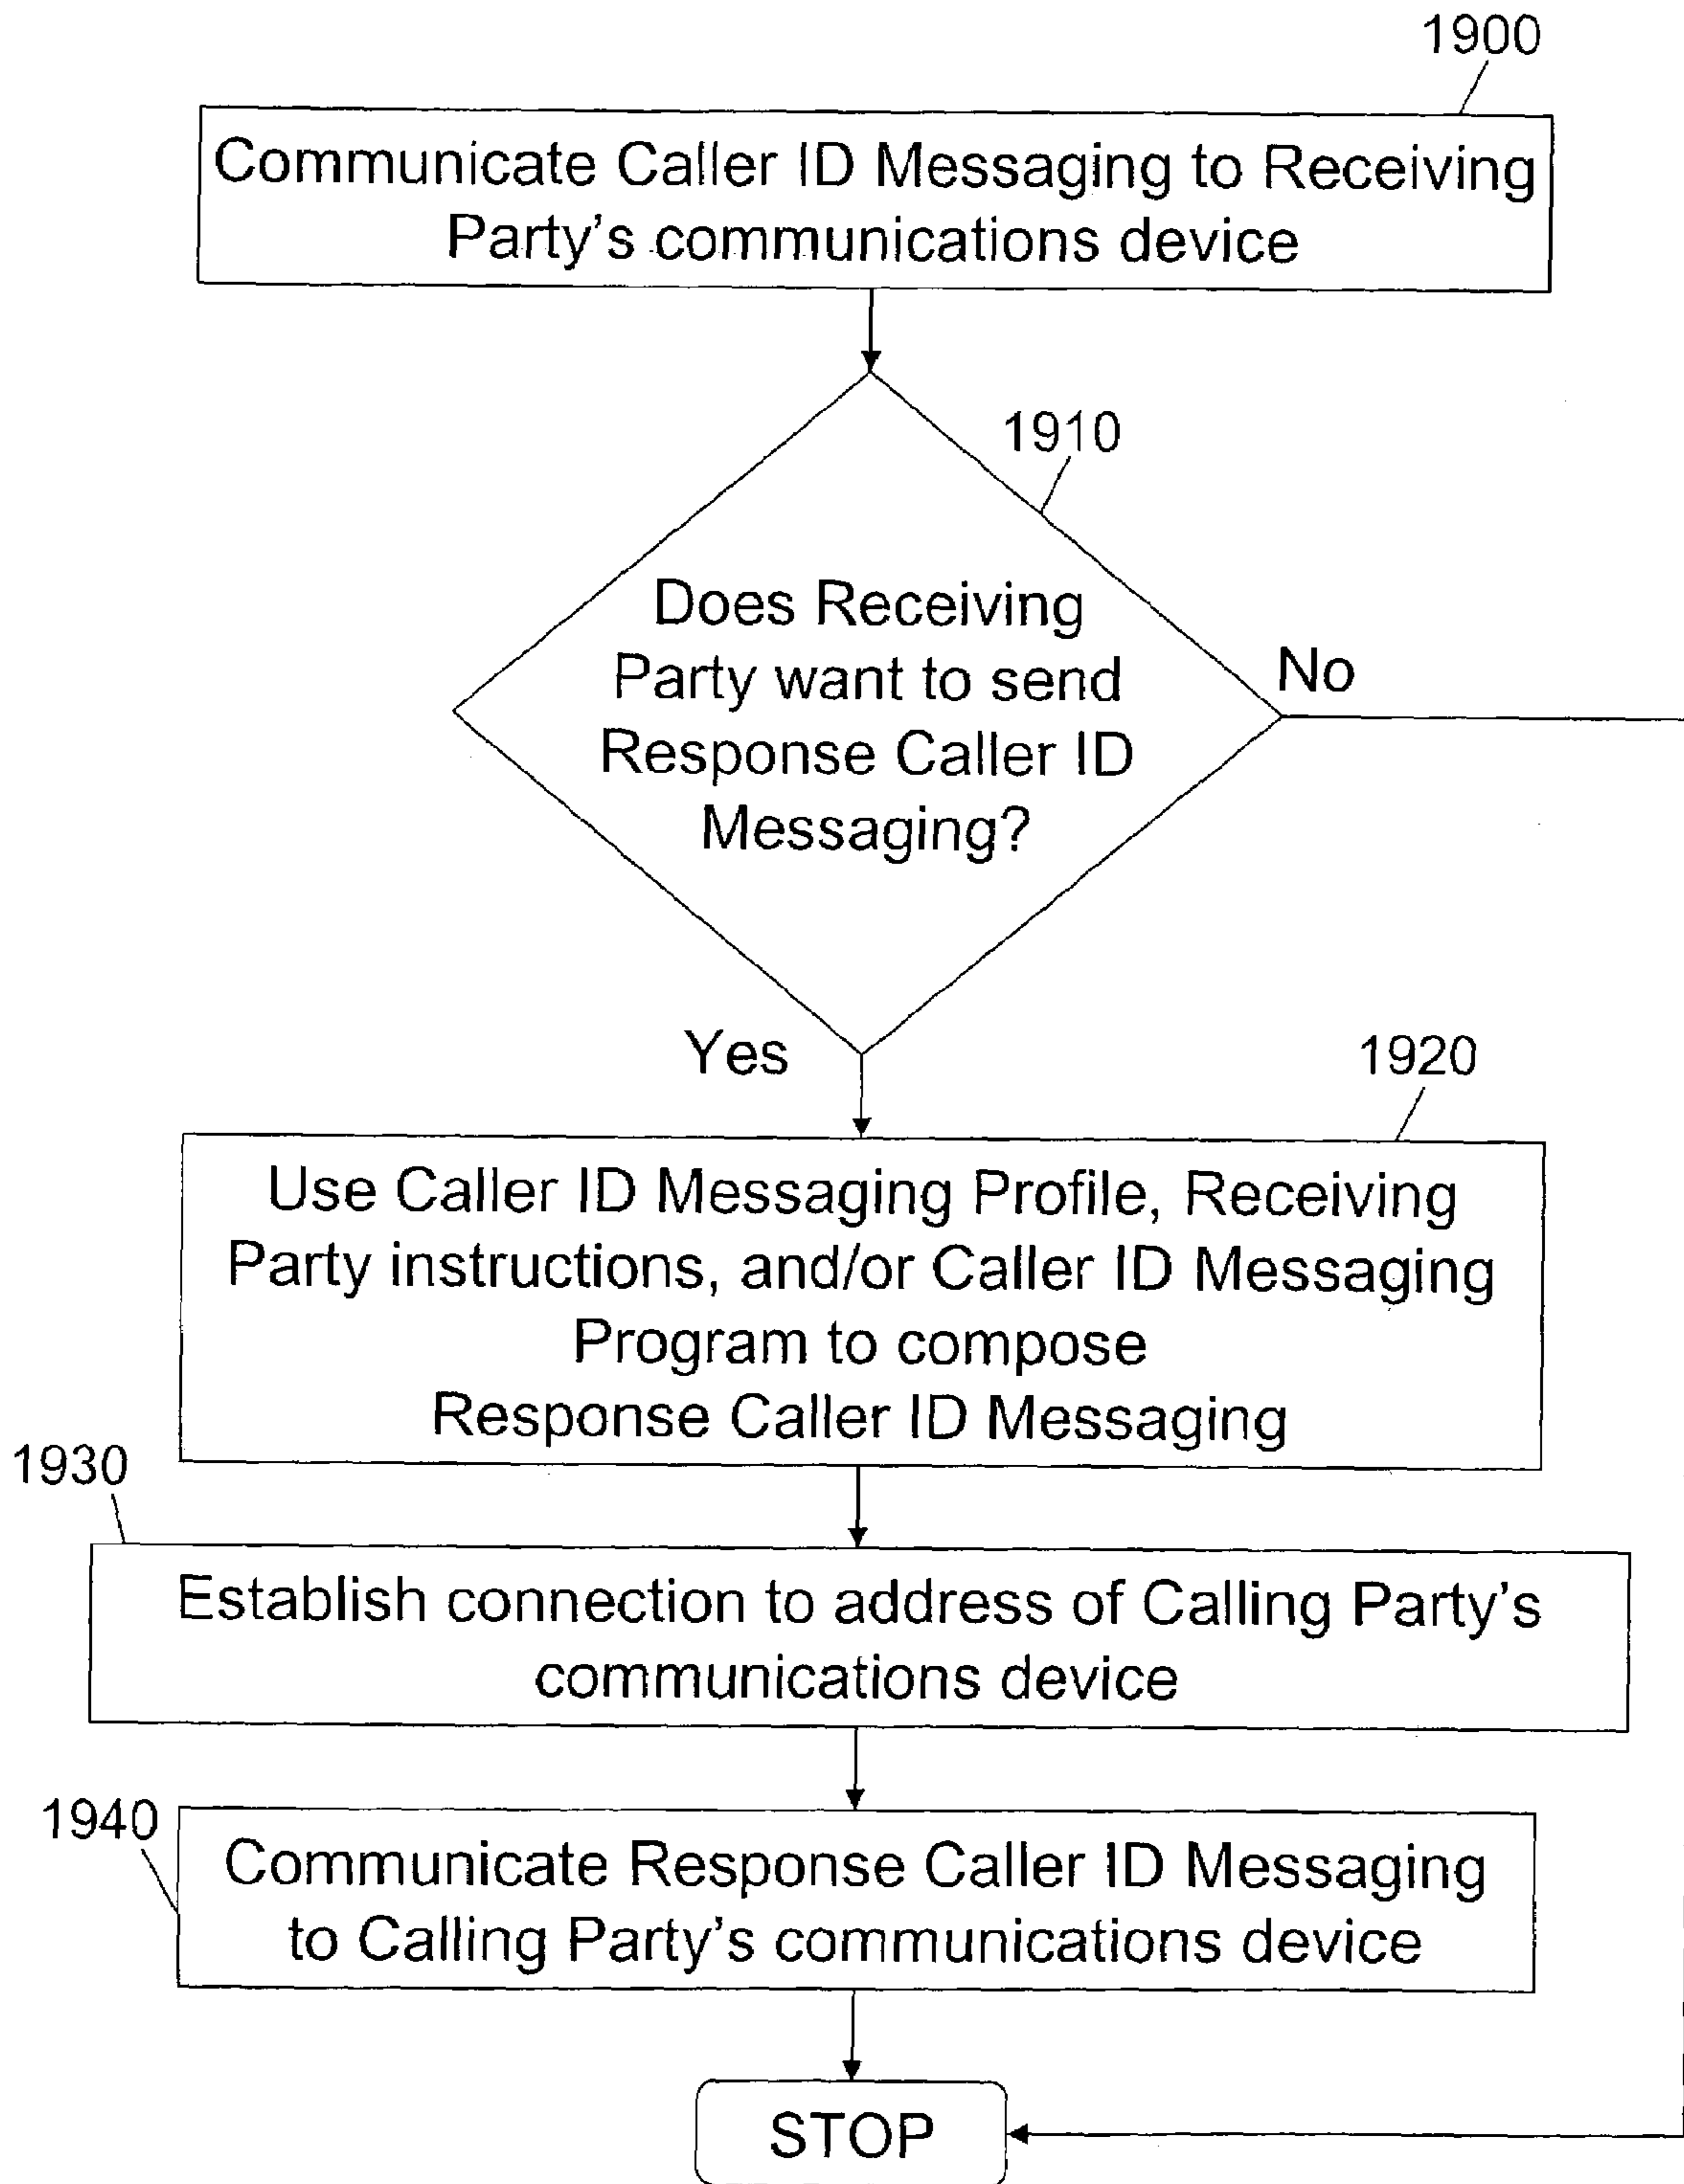 1900
Communicate Caller ID Messaging to Receiving
Party's communications device
1910
Does Receiving
Party want to send
Response Caller ID
Messaging?
No
Yes
1920
Use Caller ID Messaging Profile, Receiving
Party instructions, and/or Caller ID Messaging
Program to compose
Response Caller ID Messaging
1930
Establish connection to address of Calling Party's
communications device
1940
Communicate Response Caller ID Messaging
to Calling Party's communications device
STOP